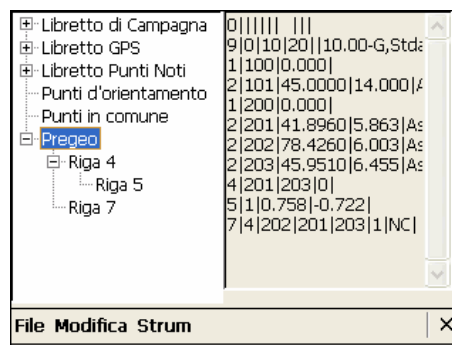 Libretto di Campagna
Libretto GPS
Libretto Punti Noti
Punti d'orientamento
Punti in comune
Pregeo
Riga 4
Riga 5
Riga 7
0|||||| |||
9|0|10|20||10.00-G,Stda
1|100|0.000|
2|101|45.0000|14.000|A
1|200|0.000|
2|201|41.8960|5.863|As
2|202|78.4260|6.003|As
2|203|45.9510|6.455|As
4|201|203|0|
5|1|0.758|-0.722|
7|4|202|201|203|1|NC|
File Modifica Strum